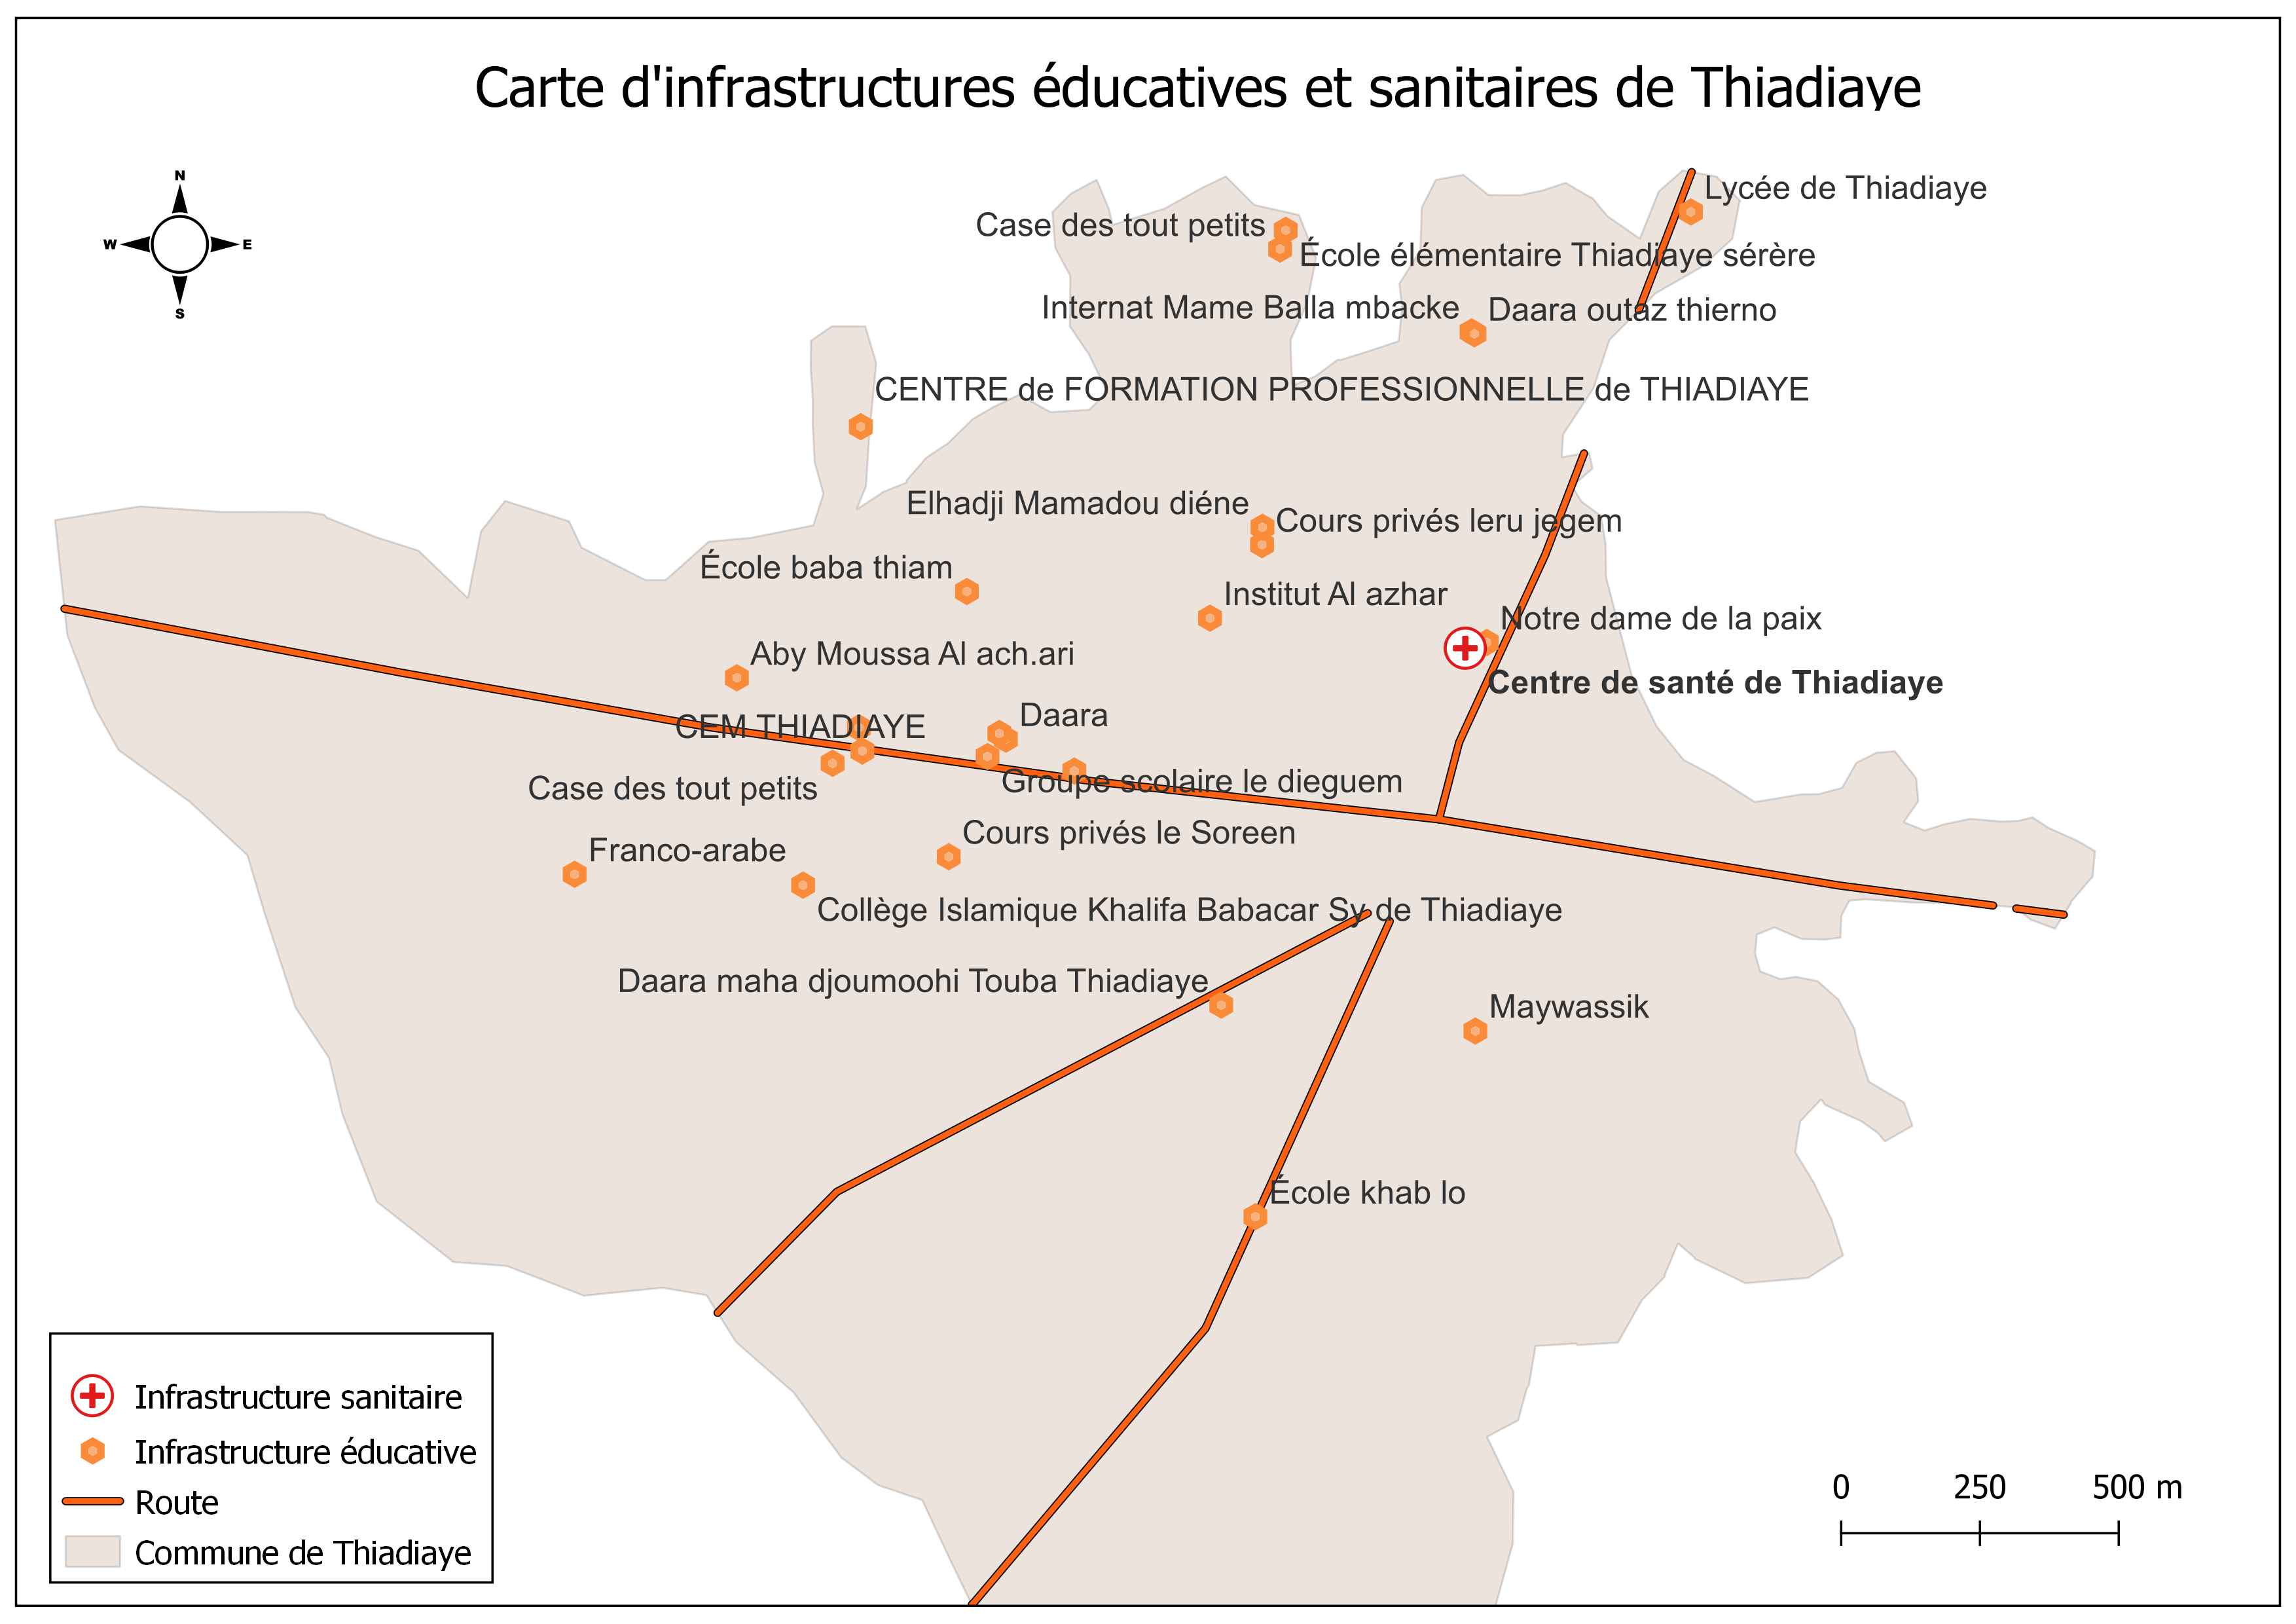 Carte d'infrastructures éducatives et sanitaires de Thiadiaye
N
W
E
S
Lycée de Thiadiaye
Case des tout petits
École élémentaire Thiadiaye sérère
Internat Mame Balla mbacke
Daara outaz thierno
CENTRE de FORMATION PROFESSIONNELLE de THIADIAYE
Elhadji Mamadou diéne
Cours privés leru jegem
École baba thiam
Institut Al azhar
Notre dame de la paix
Aby Moussa Al ach.ari
Centre de santé de Thiadiaye
CEM THIADIAYE
Daara
Groupe scolaire le dieguem
Case des tout petits
Cours privés le Soreen
Franco-arabe
Collège Islamique Khalifa Babacar Sy de Thiadiaye
Daara maha djoumoohi Touba Thiadiaye
Maywassik
École khab lo
Infrastructure sanitaire
Infrastructure éducative
Route
Commune de Thiadiaye
0 250 500 m